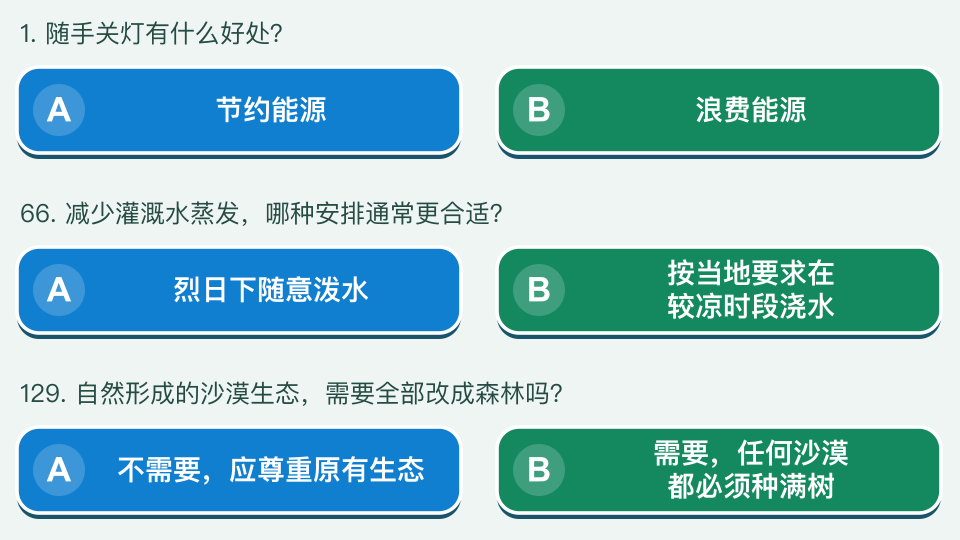 1. 随手关灯有什么好处?
A 节约能源
B 浪费能源
66. 减少灌溉水蒸发，哪种安排通常更合适?
A 烈日下随意泼水
B 按当地要求在
较凉时段浇水
129. 自然形成的沙漠生态，需要全部改成森林吗?
A 不需要，应尊重原有生态
B 需要，任何沙漠
都必须种满树